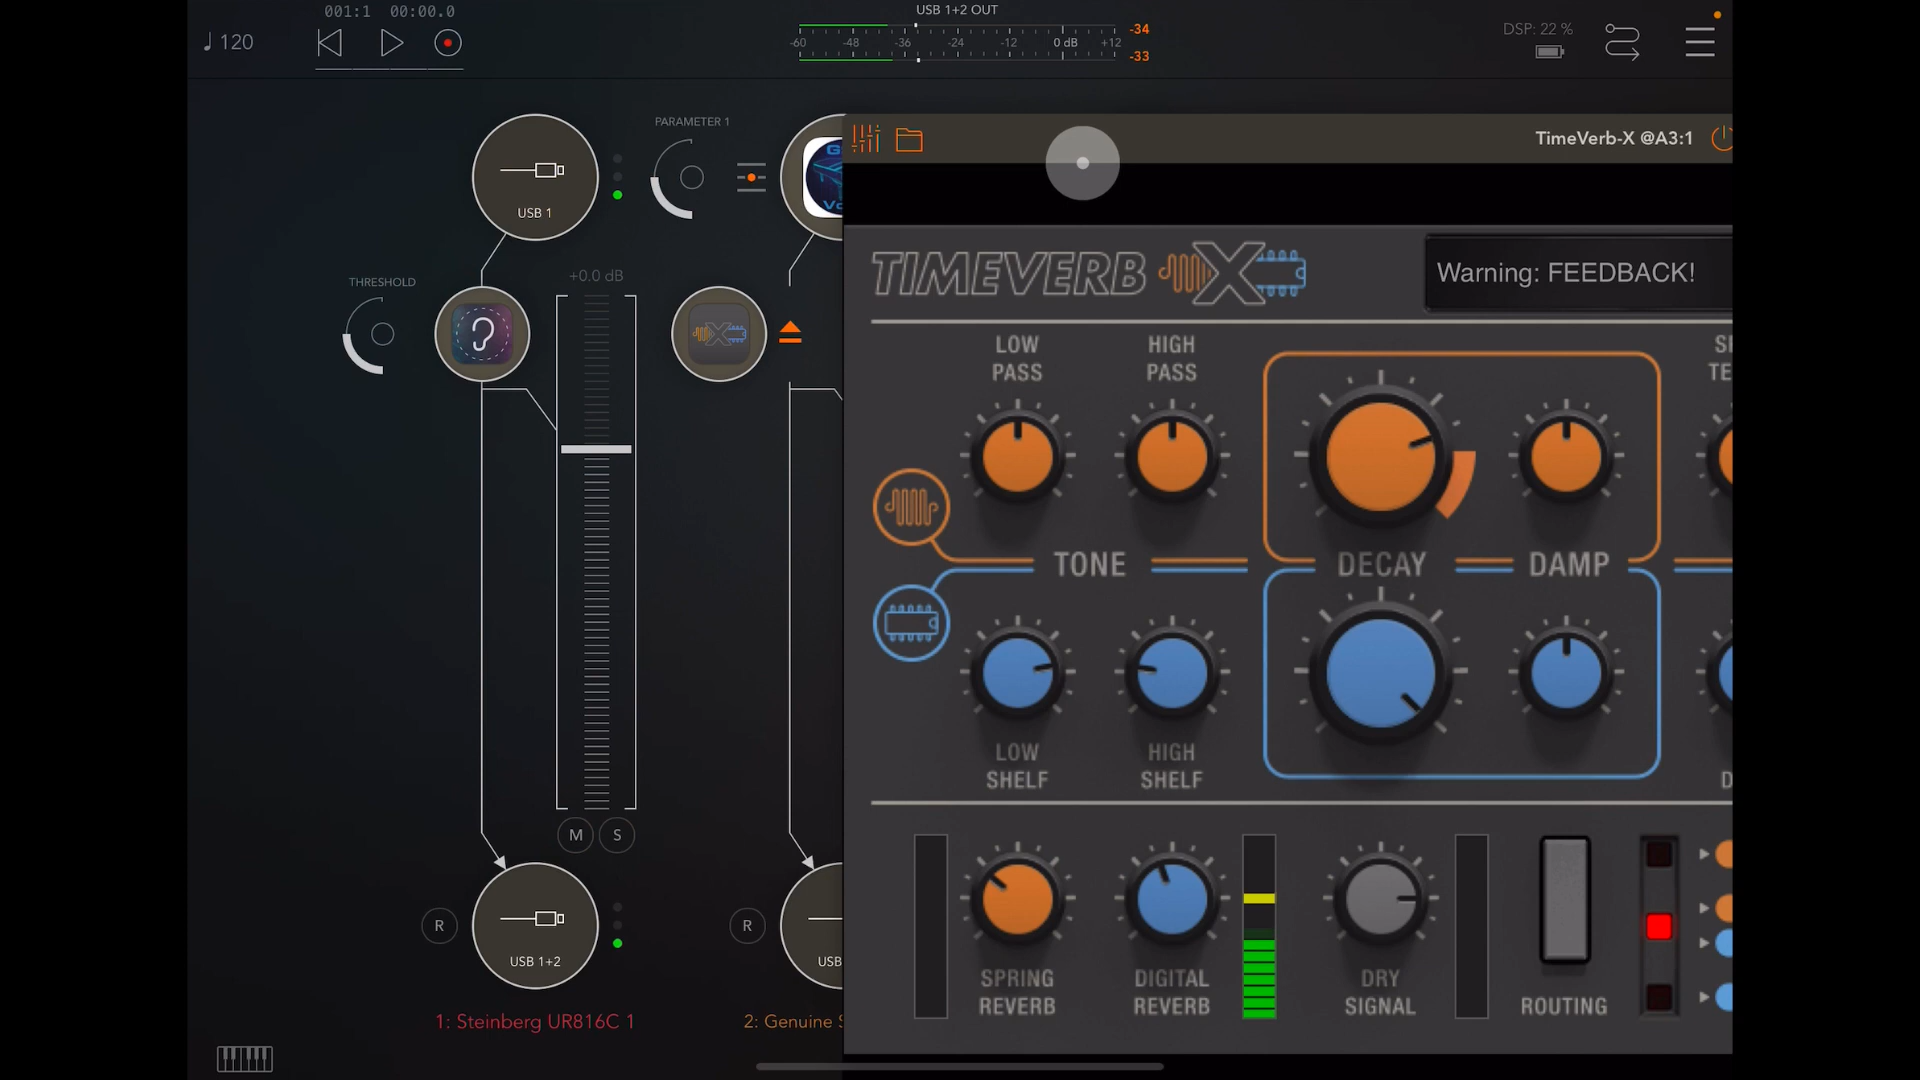 USB 1+2 OUT
001:1 00:00.0
120
-60 -48 -36 -24 -12 0 dB +12
-34
-33
DSP: 22 %
PARAMETER 1
USB 1
THRESHOLD
+0.0 dB
M S
R
USB 1+2
R
USB
1: Steinberg UR816C 1
2: Genuine S
TimeVerb-X @A3:1
TIMEVERB X
Warning: FEEDBACK!
LOW PASS
HIGH PASS
TONE
DECAY
DAMP
LOW SHELF
HIGH SHELF
SPRING REVERB
DIGITAL REVERB
DRY SIGNAL
ROUTING